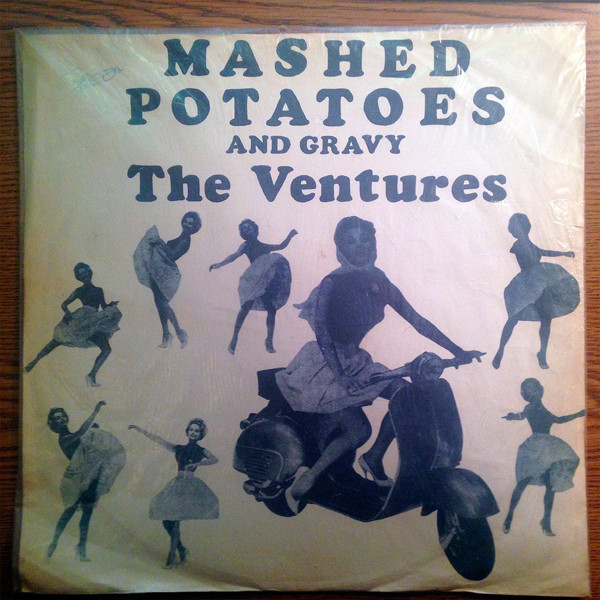 MASHED
POTATOES
AND GRAVY
The Ventures